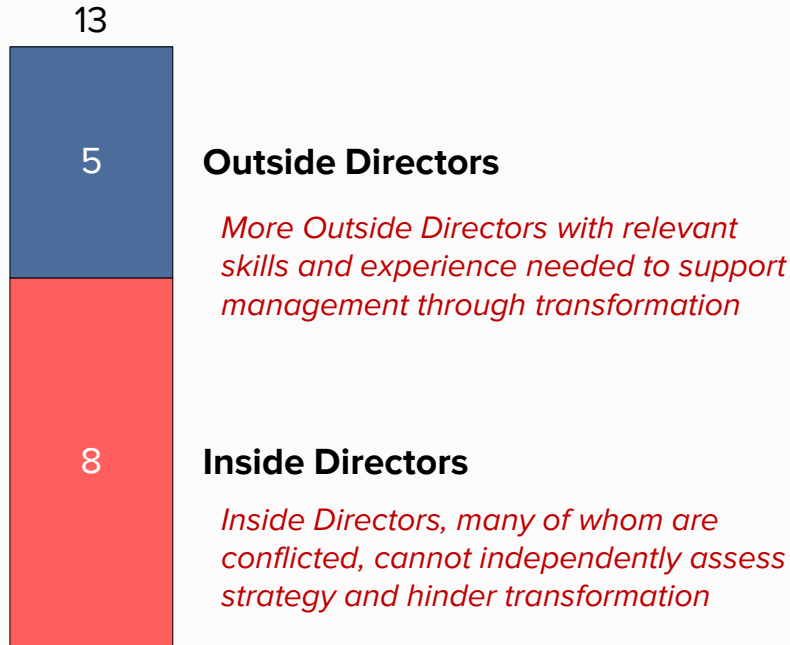 13
5
Outside Directors
More Outside Directors with relevant
skills and experience needed to support
management through transformation
8
Inside Directors
Inside Directors, many of whom are
conflicted, cannot independently assess
strategy and hinder transformation